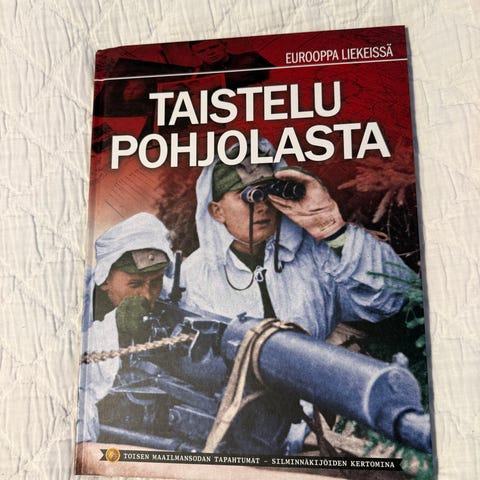 EUROOPPA LIEKEISSÄ
TAISTELU
POHJOLASTA
TOISEN MAAILMANSODAN TAPAHTUMAT – SILMINNÄKIJÖIDEN KERTOMINA